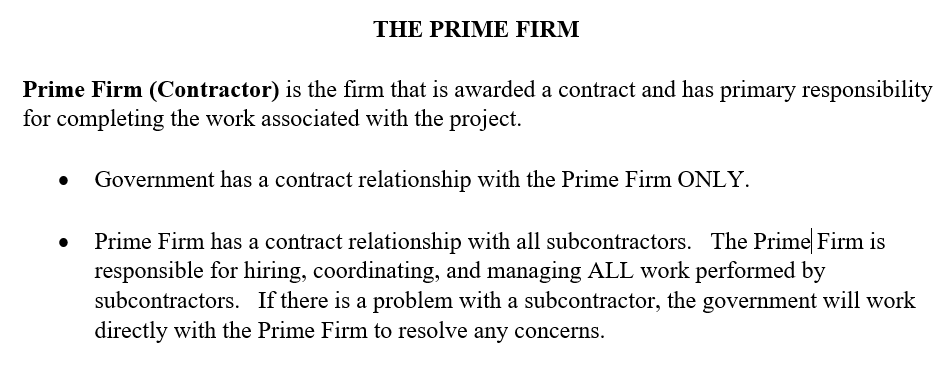 THE PRIME FIRM
Prime Firm (Contractor) is the firm that is awarded a contract and has primary responsibility
for completing the work associated with the project.
• Government has a contract relationship with the Prime Firm ONLY.
• Prime Firm has a contract relationship with all subcontractors.   The Prime Firm is
responsible for hiring, coordinating, and managing ALL work performed by
subcontractors.   If there is a problem with a subcontractor, the government will work
directly with the Prime Firm to resolve any concerns.